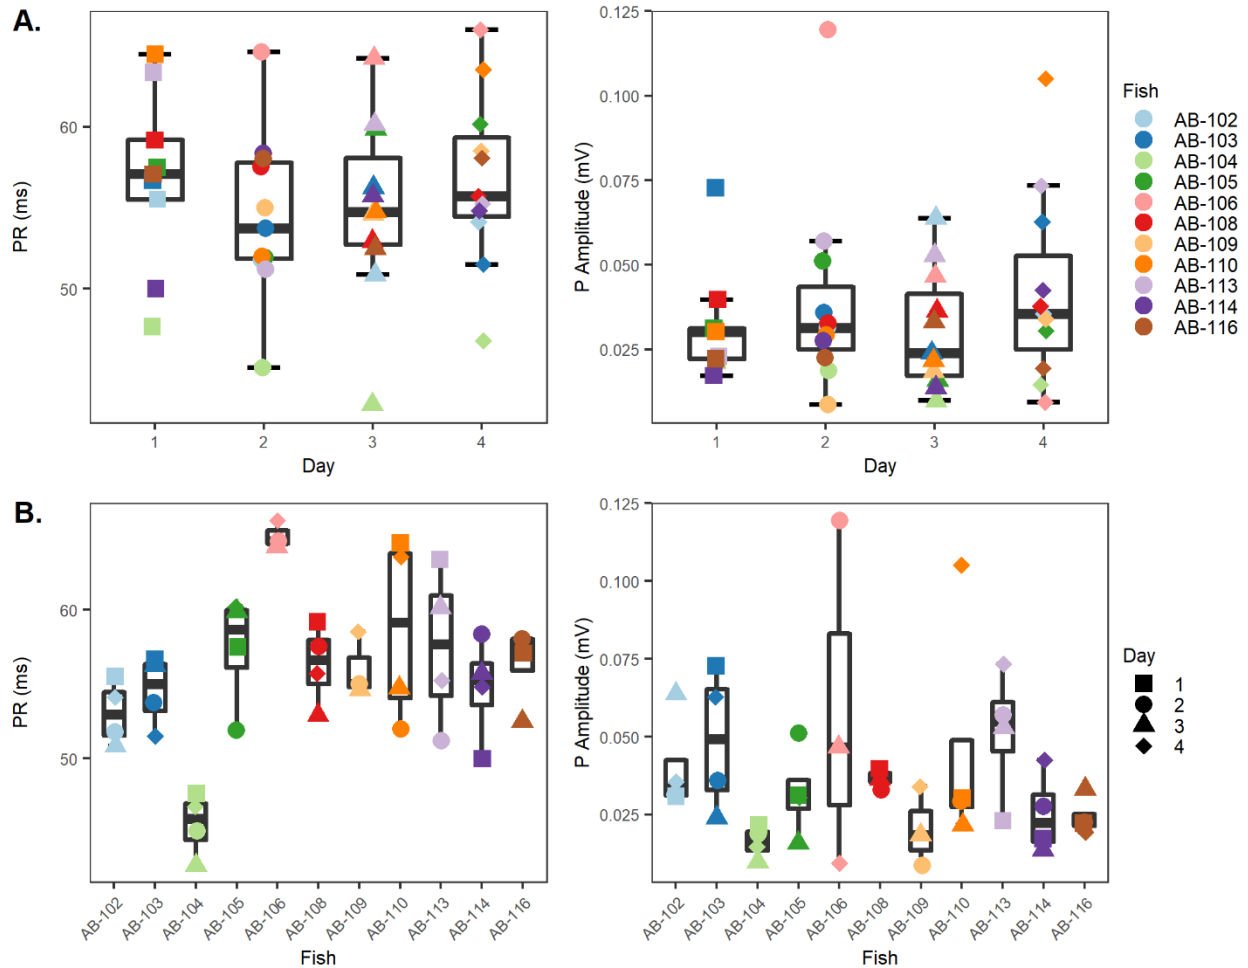 A.
60
50
PR (ms)
1
2
3
4
Day
0.125
0.100
0.075
0.050
0.025
P Amplitude (mV)
1
2
3
4
Day
Fish
AB-102
AB-103
AB-104
AB-105
AB-106
AB-108
AB-109
AB-110
AB-113
AB-114
AB-116
B.
60
50
PR (ms)
AB-102
AB-103
AB-104
AB-105
AB-106
AB-108
AB-109
AB-110
AB-113
AB-114
AB-116
Fish
0.125
0.100
0.075
0.050
0.025
P Amplitude (mV)
AB-102
AB-103
AB-104
AB-105
AB-106
AB-108
AB-109
AB-110
AB-113
AB-114
AB-116
Fish
Day
1
2
3
4